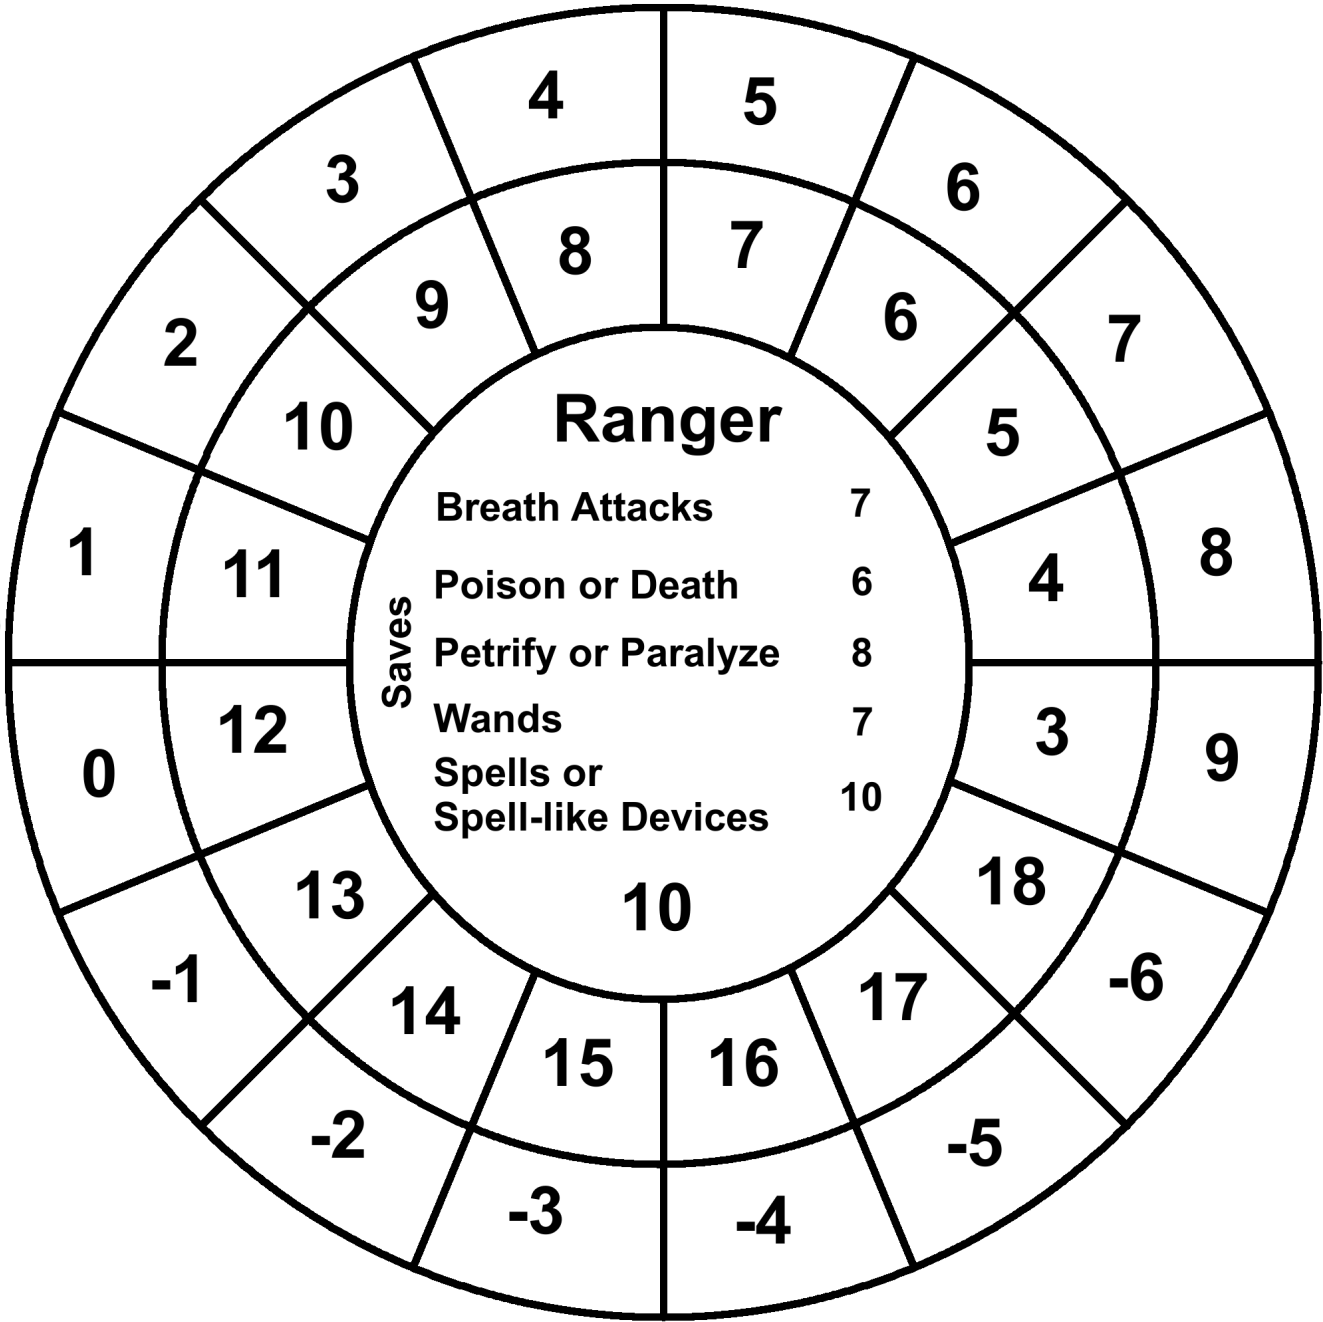 4 5
3 6
8 7
9 6
2 7
10 5
Ranger
Breath Attacks 7
1 11 4 8
Saves
Poison or Death 6
Petrify or Paralyze 8
Wands 7
0 12 3 9
Spells or
Spell-like Devices 10
13 18
10
-1 -6
14 17
15 16
-2 -5
-3 -4